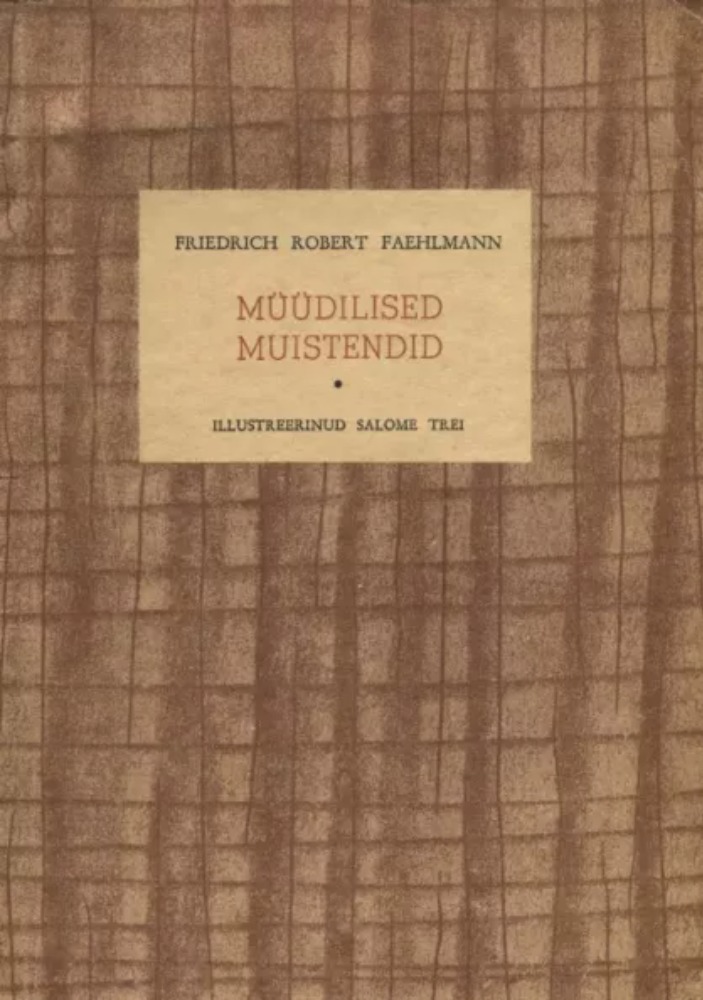 FRIEDRICH ROBERT FAEHLMANN
MÜÜDILISED
MUISTENDID
ILLUSTREERINUD SALOME TREI